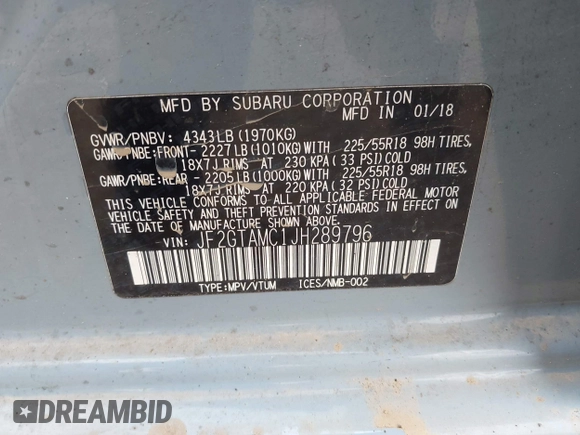 MFD BY SUBARU CORPORATION
MFD IN 01/18
GVWR/PNBV: 4343LB(1970KG)
GAWR/PNBE:FRONT-2227LB(1010KG)WITH 225/55R18 98H TIRES,
18X7J RIMS AT 230 KPA(33 PSI)COLD
GAWR/PNBE:REAR -2205LB(1000KG)WITH 225/55R18 98H TIRES,
18X7J RIMS AT 220 KPA(32 PSI)COLD
THIS VEHICLE CONFORMS TO ALL APPLICABLE FEDERAL MOTOR
VEHICLE SAFETY AND THEFT PREVENTION STANDARDS IN EFFECT ON
THE DATE OF MANUFACTURE SHOWN ABOVE.
VIN: JF2GTAMC1JH289796
TYPE:MPV/VTUM ICES/NMB-002
DREAMBID